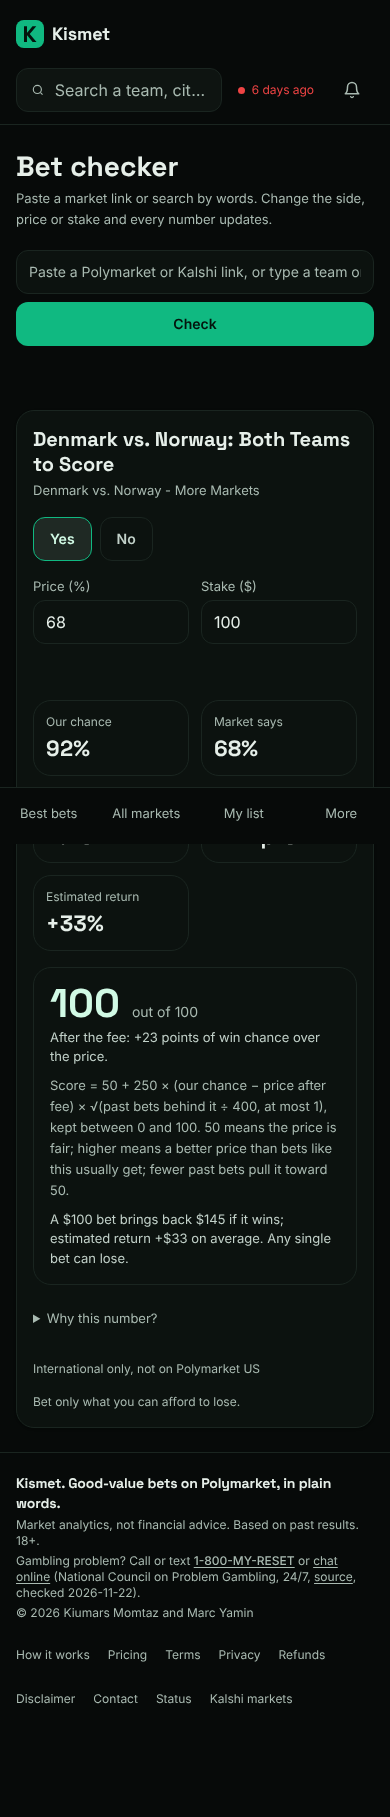 K Kismet
Search a team, cit...
6 days ago
Bet checker
Paste a market link or search by words. Change the side,
price or stake and every number updates.
Paste a Polymarket or Kalshi link, or type a team o
Check
Denmark vs. Norway: Both Teams
to Score
Denmark vs. Norway - More Markets
Yes No
Price (%) Stake ($)
68 100
Our chance Market says
92% 68%
Best bets All markets My list More
Estimated return
+33%
100 out of 100
After the fee: +23 points of win chance over
the price.
Score = 50 + 250 × (our chance − price after
fee) × √(past bets behind it ÷ 400, at most 1),
kept between 0 and 100. 50 means the price is
fair; higher means a better price than bets like
this usually get; fewer past bets pull it toward
50.
A $100 bet brings back $145 if it wins;
estimated return +$33 on average. Any single
bet can lose.
Why this number?
International only, not on Polymarket US
Bet only what you can afford to lose.
Kismet. Good-value bets on Polymarket, in plain
words.
Market analytics, not financial advice. Based on past results.
18+.
Gambling problem? Call or text 1-800-MY-RESET or chat
online (National Council on Problem Gambling, 24/7, source,
checked 2026-11-22).
© 2026 Kiumars Momtaz and Marc Yamin
How it works Pricing Terms Privacy Refunds
Disclaimer Contact Status Kalshi markets